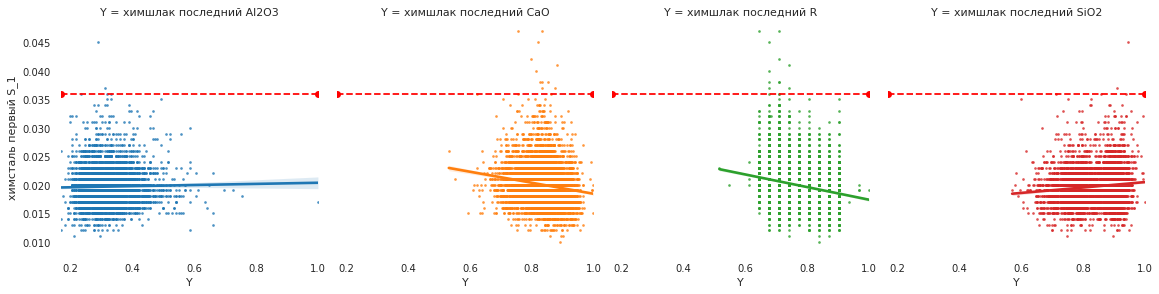 Y = химшлак последний Al2O3
Y = химшлак последний CaO
Y = химшлак последний R
Y = химшлак последний SiO2
химсталь первый S_1
0.045
0.040
0.035
0.030
0.025
0.020
0.015
0.010
0.2 0.4 0.6 0.8 1.0
0.2 0.4 0.6 0.8 1.0
0.2 0.4 0.6 0.8 1.0
0.2 0.4 0.6 0.8 1.0
Y
Y
Y
Y